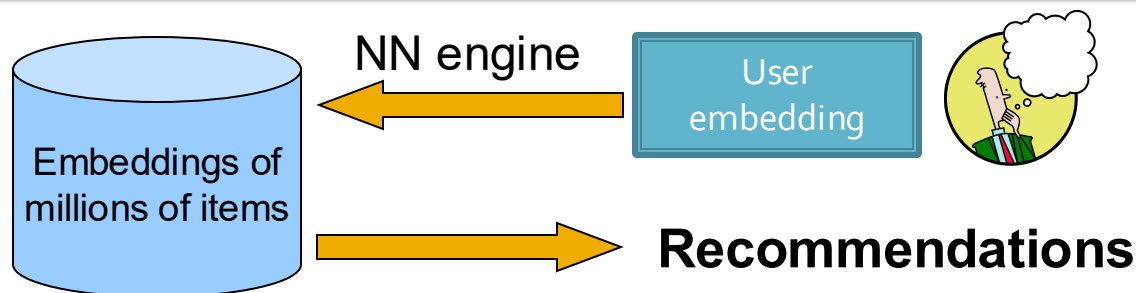 NN engine
User
embedding
Embeddings of
millions of items
Recommendations